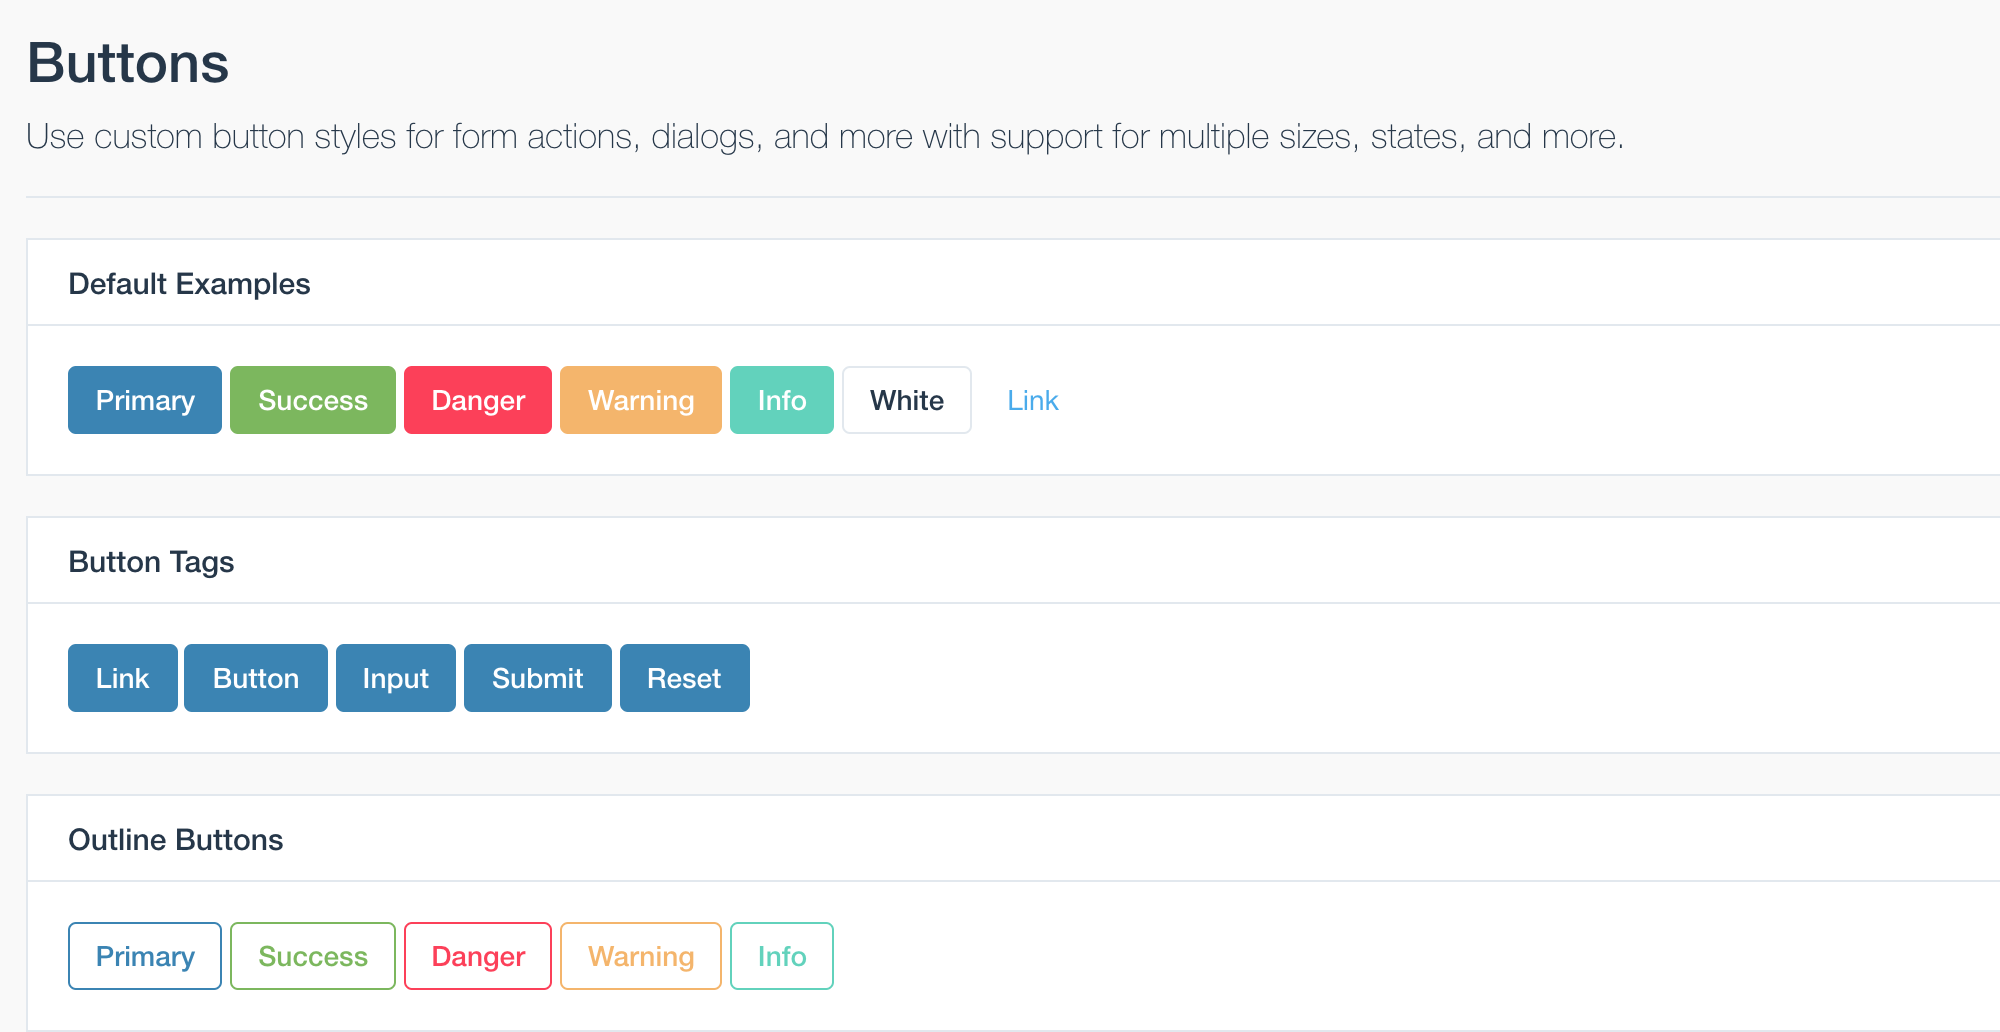 Buttons
Use custom button styles for form actions, dialogs, and more with support for multiple sizes, states, and more.
Default Examples
Primary Success Danger Warning Info White Link
Button Tags
Link Button Input Submit Reset
Outline Buttons
Primary Success Danger Warning Info